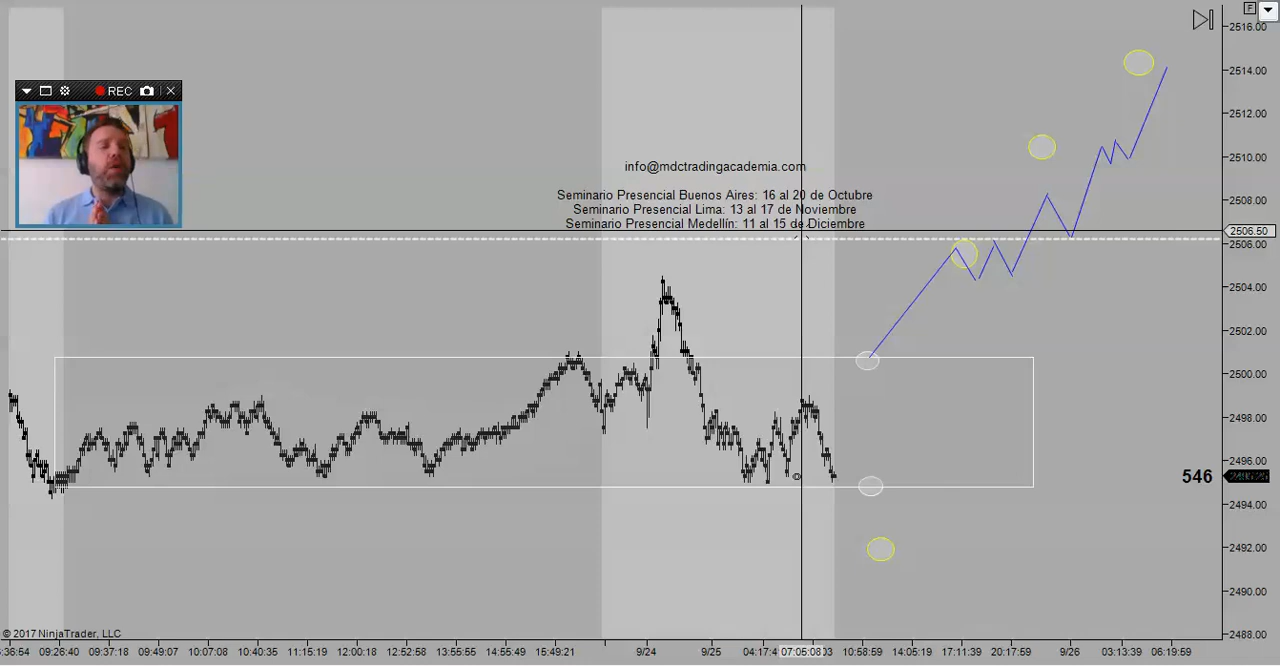 F
2516.00
2514.00
REC
2512.00
info@mdctradingacademia.com
2510.00
Seminario Presencial Buenos Aires: 16 al 20 de Octubre
2508.00
Seminario Presencial Lima: 13 al 17 de Noviembre
Seminario Presencial Medellín: 11 al 15 de Diciembre
2506.50
2506.00
2504.00
2502.00
2500.00
2498.00
2496.00
546
2494.00
2492.00
2490.00
© 2017 NinjaTrader, LLC
2488.00
:36:54 09:26:40 09:37:18 09:49:07 10:07:08 10:40:35 11:15:19 12:00:18 12:52:58 13:56:55 14:55:49 15:49:21 9/24 9/25 04:17:4 07:05:08 03 10:58:59 14:05:19 17:11:39 20:17:59 9/26 03:13:39 06:19:59